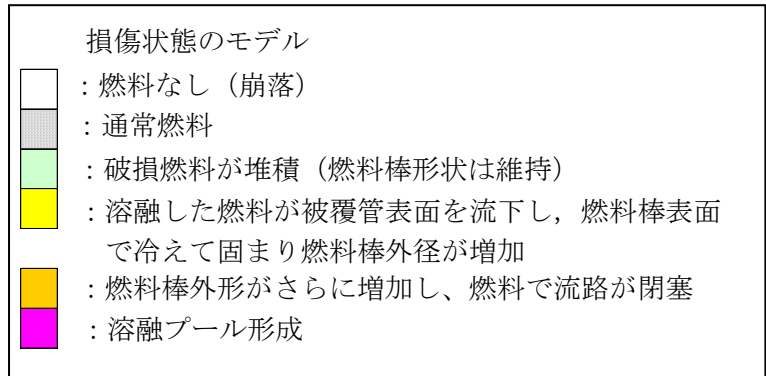 損傷状態のモデル
：燃料なし（崩落）
：通常燃料
：破損燃料が堆積（燃料棒形状は維持）
：溶融した燃料が被覆管表面を流下し，燃料棒表面
で冷えて固まり燃料棒外径が増加
：燃料棒外形がさらに増加し、燃料で流路が閉塞
：溶融プール形成